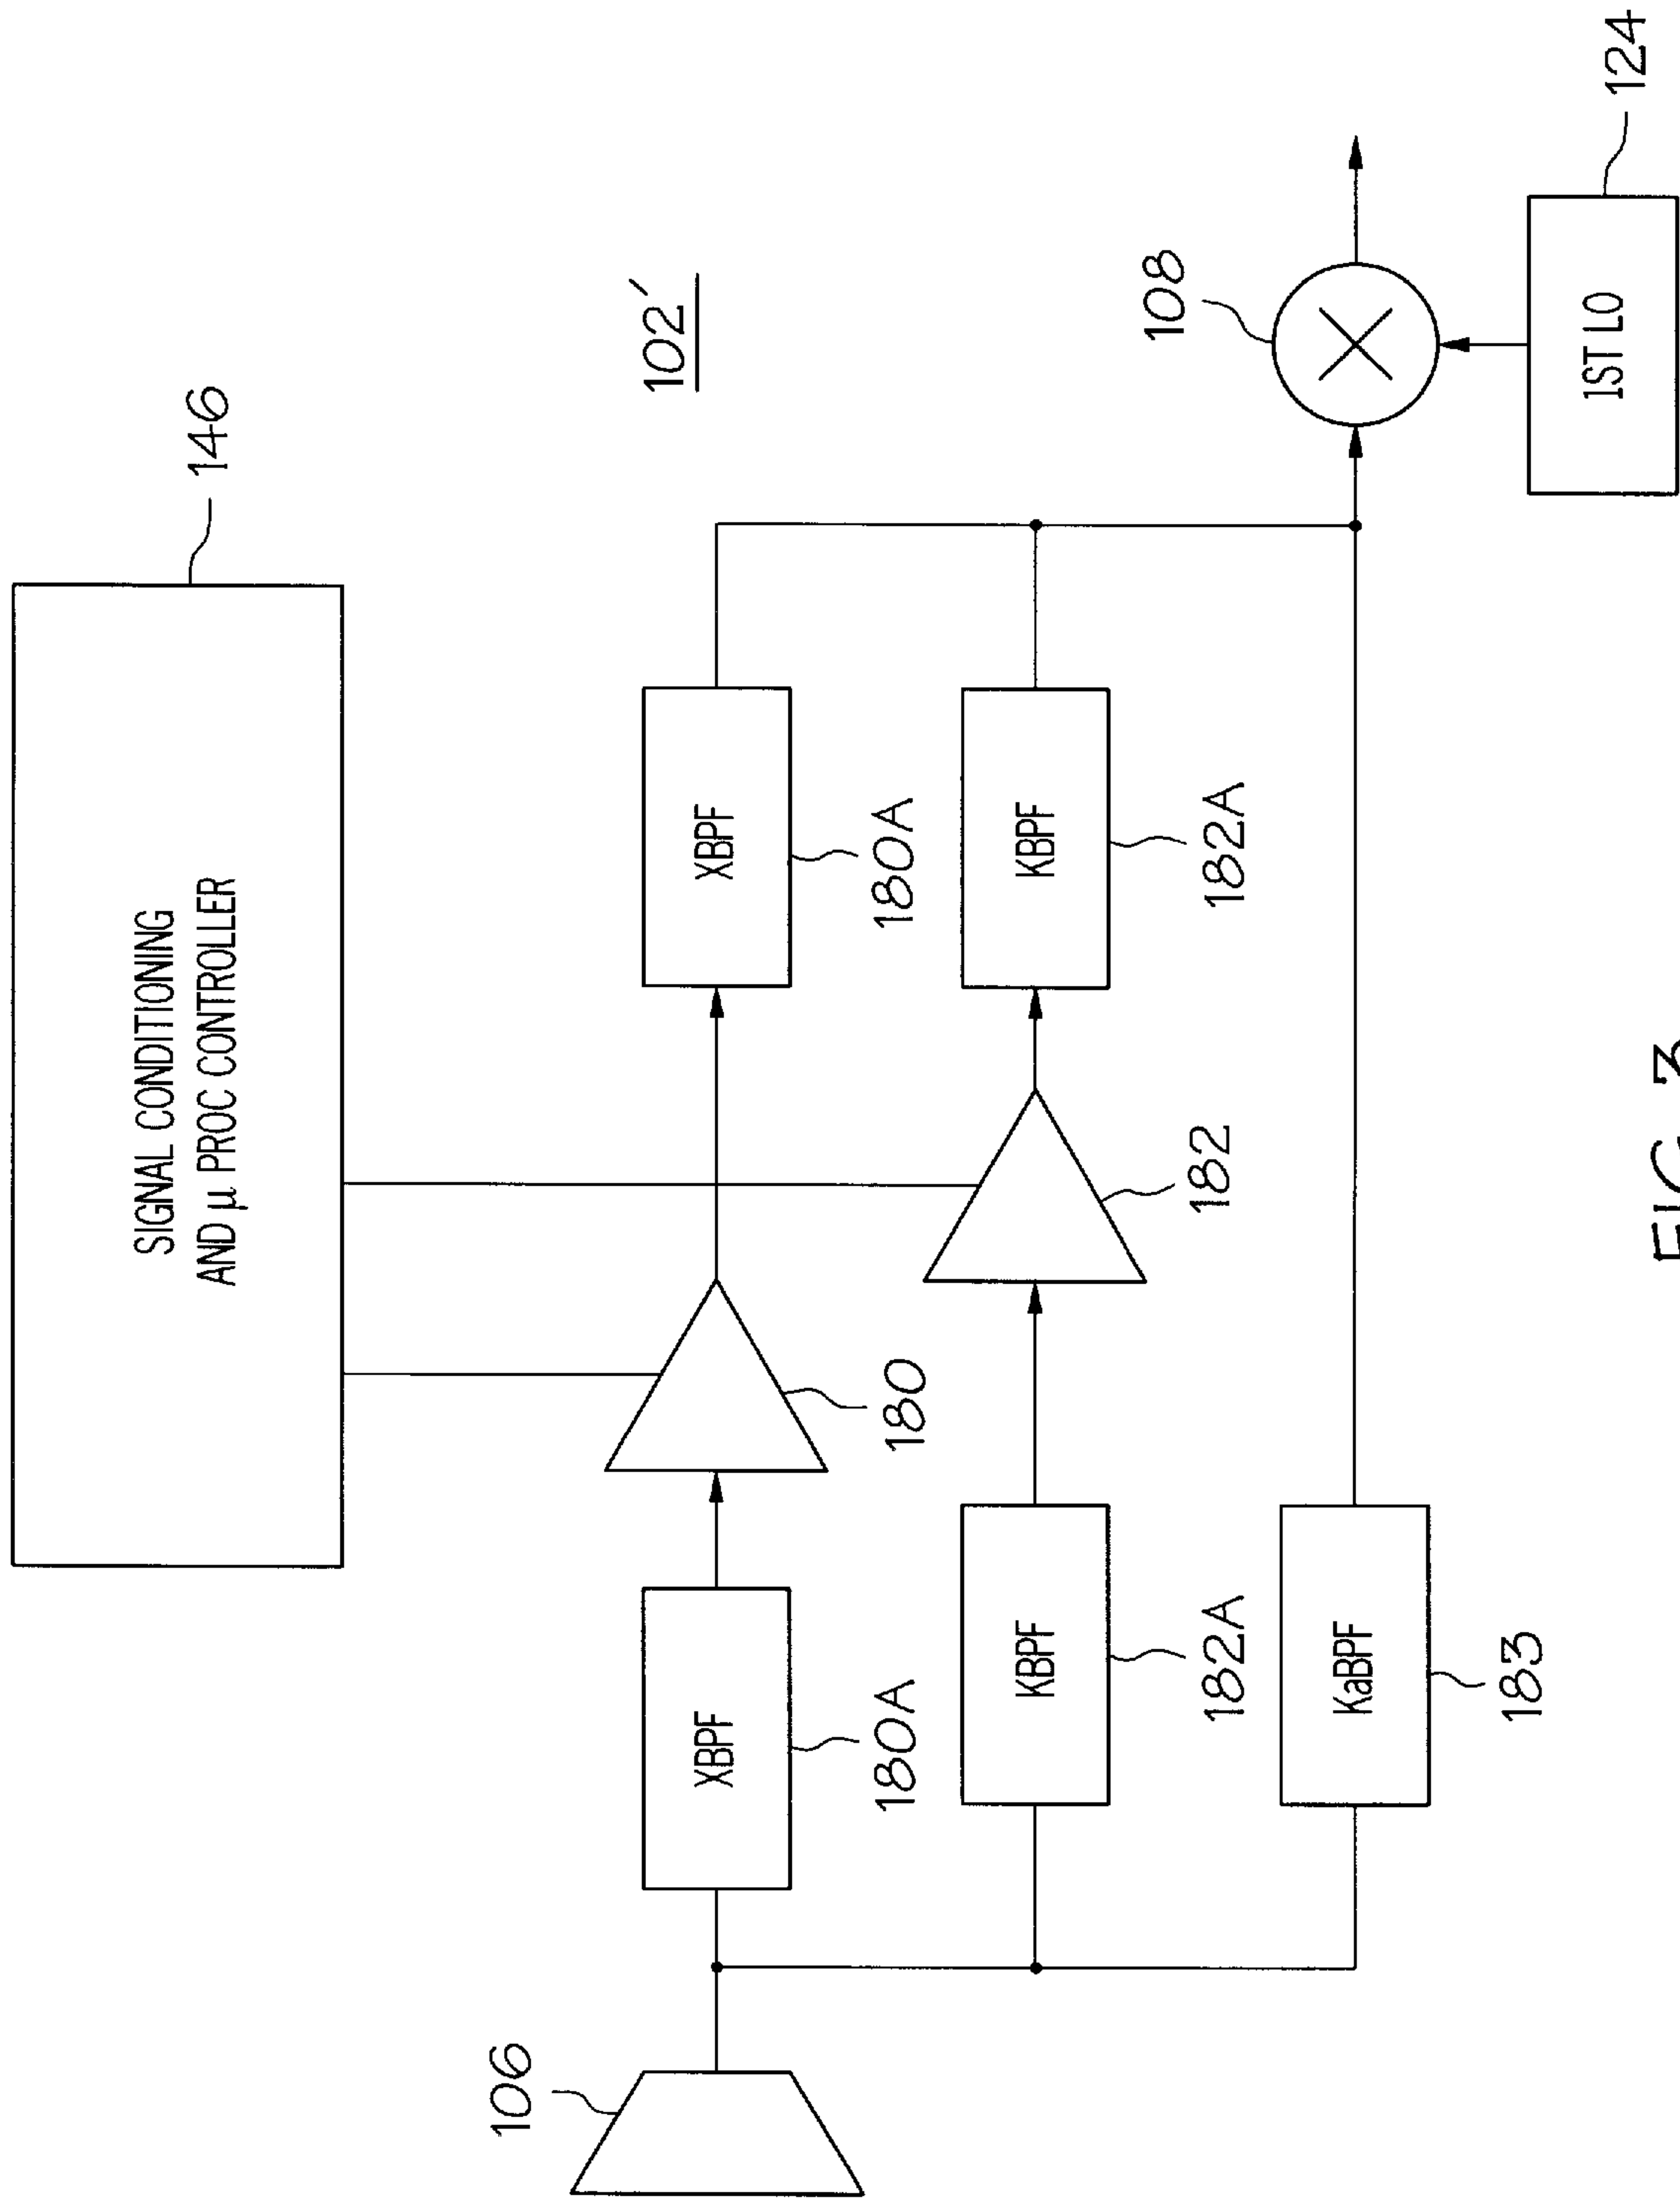 SIGNAL CONDITIONING
AND μ PROC CONTROLLER
146
102'
106
XBPF
180A
180
XBPF
180A
KBPF
182A
182
KBPF
182A
KaBPF
183
108
1ST LO
124
FIG. 3